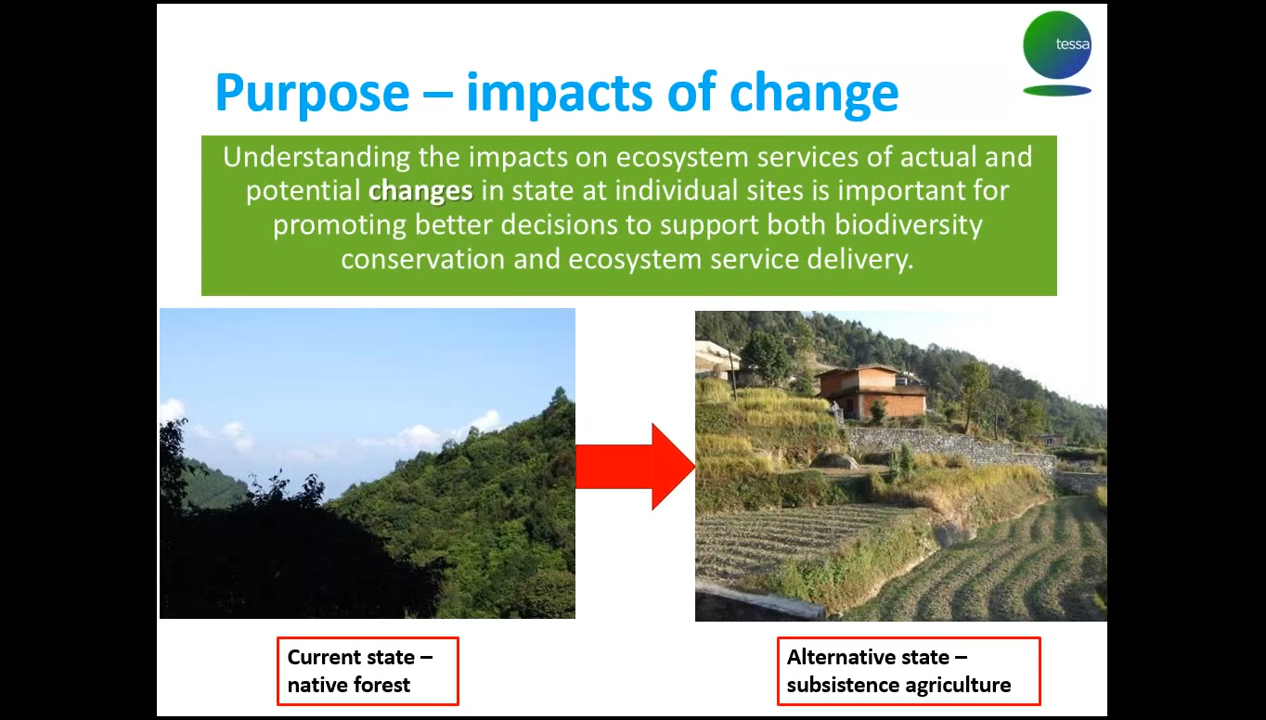 tessa
Purpose – impacts of change
Understanding the impacts on ecosystem services of actual and
potential changes in state at individual sites is important for
promoting better decisions to support both biodiversity
conservation and ecosystem service delivery.
Current state –
native forest
Alternative state –
subsistence agriculture